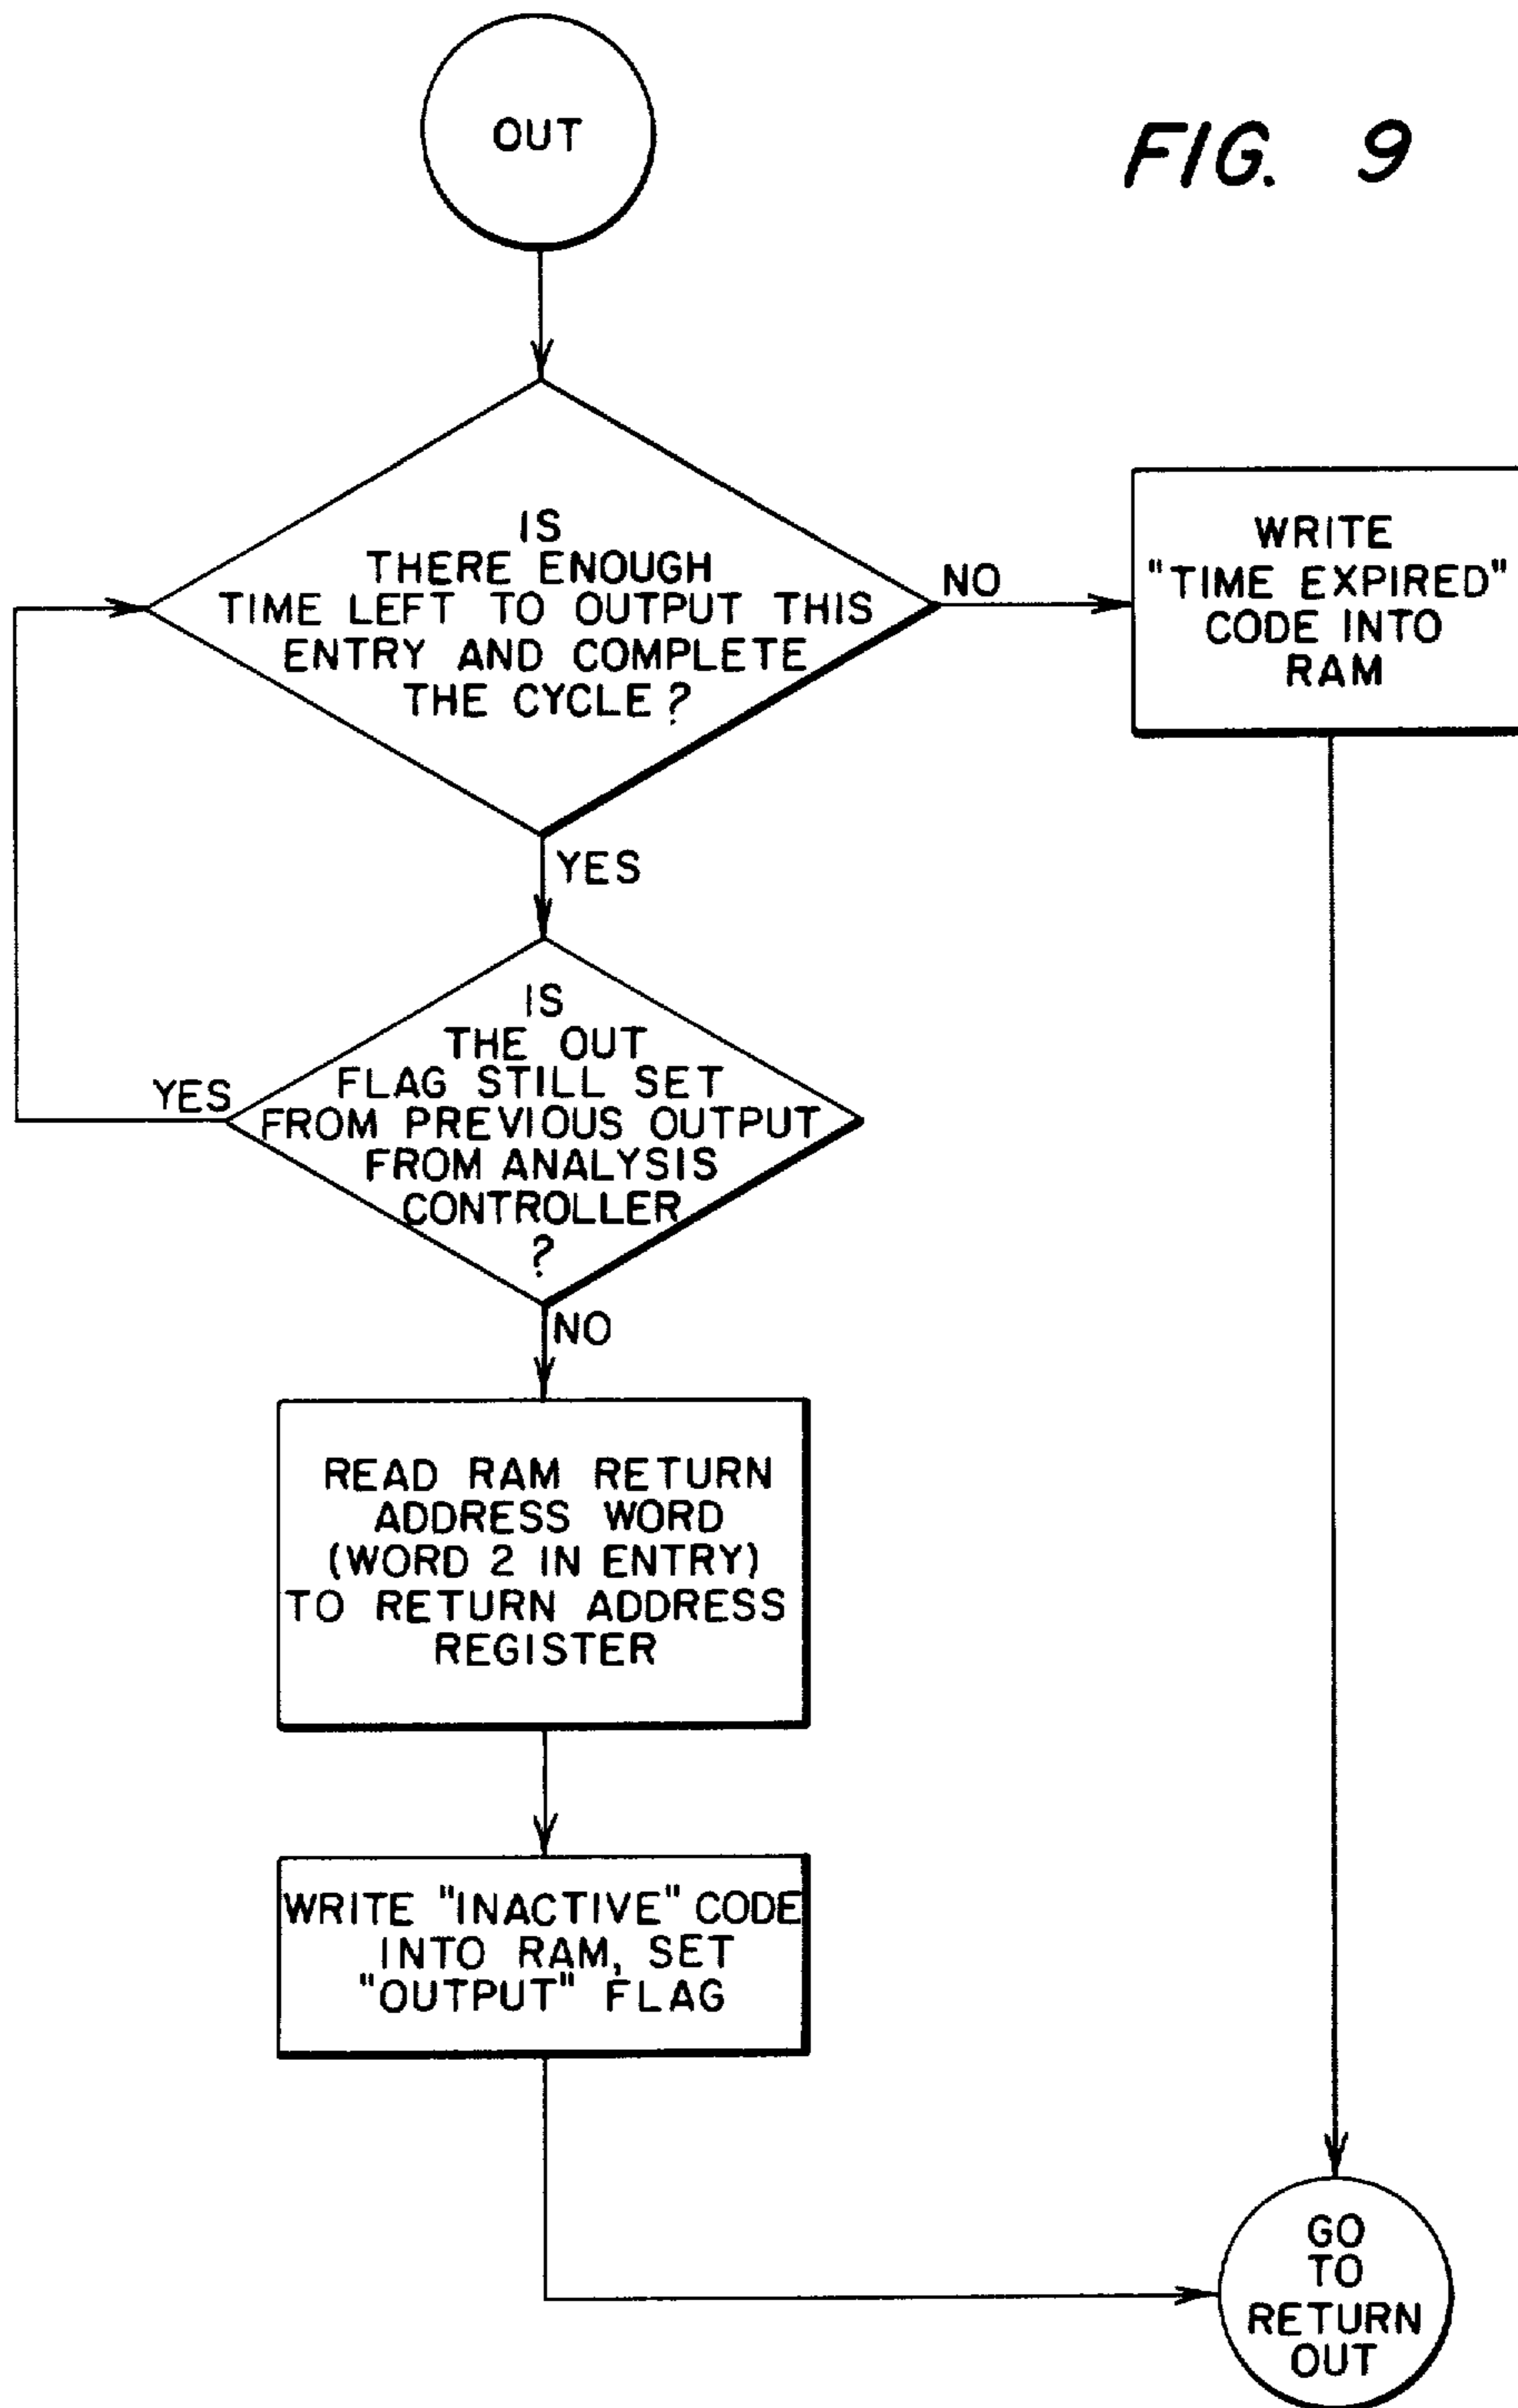 OUT
FIG. 9
IS
THERE ENOUGH
TIME LEFT TO OUTPUT THIS
ENTRY AND COMPLETE
THE CYCLE?
NO
WRITE
"TIME EXPIRED"
CODE INTO
RAM
YES
IS
THE OUT
FLAG STILL SET
FROM PREVIOUS OUTPUT
FROM ANALYSIS
CONTROLLER
?
YES
NO
READ RAM RETURN
ADDRESS WORD
(WORD 2 IN ENTRY)
TO RETURN ADDRESS
REGISTER
WRITE "INACTIVE" CODE
INTO RAM, SET
"OUTPUT" FLAG
GO
TO
RETURN
OUT